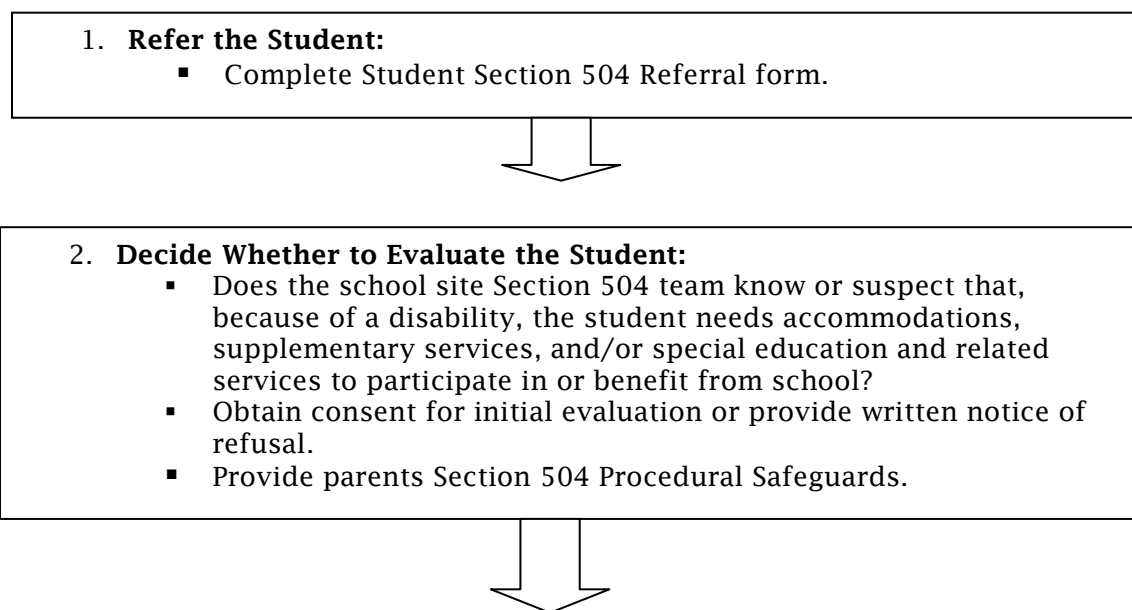 1. Refer the Student:
▪ Complete Student Section 504 Referral form.
2. Decide Whether to Evaluate the Student:
▪ Does the school site Section 504 team know or suspect that,
because of a disability, the student needs accommodations,
supplementary services, and/or special education and related
services to participate in or benefit from school?
▪ Obtain consent for initial evaluation or provide written notice of
refusal.
▪ Provide parents Section 504 Procedural Safeguards.